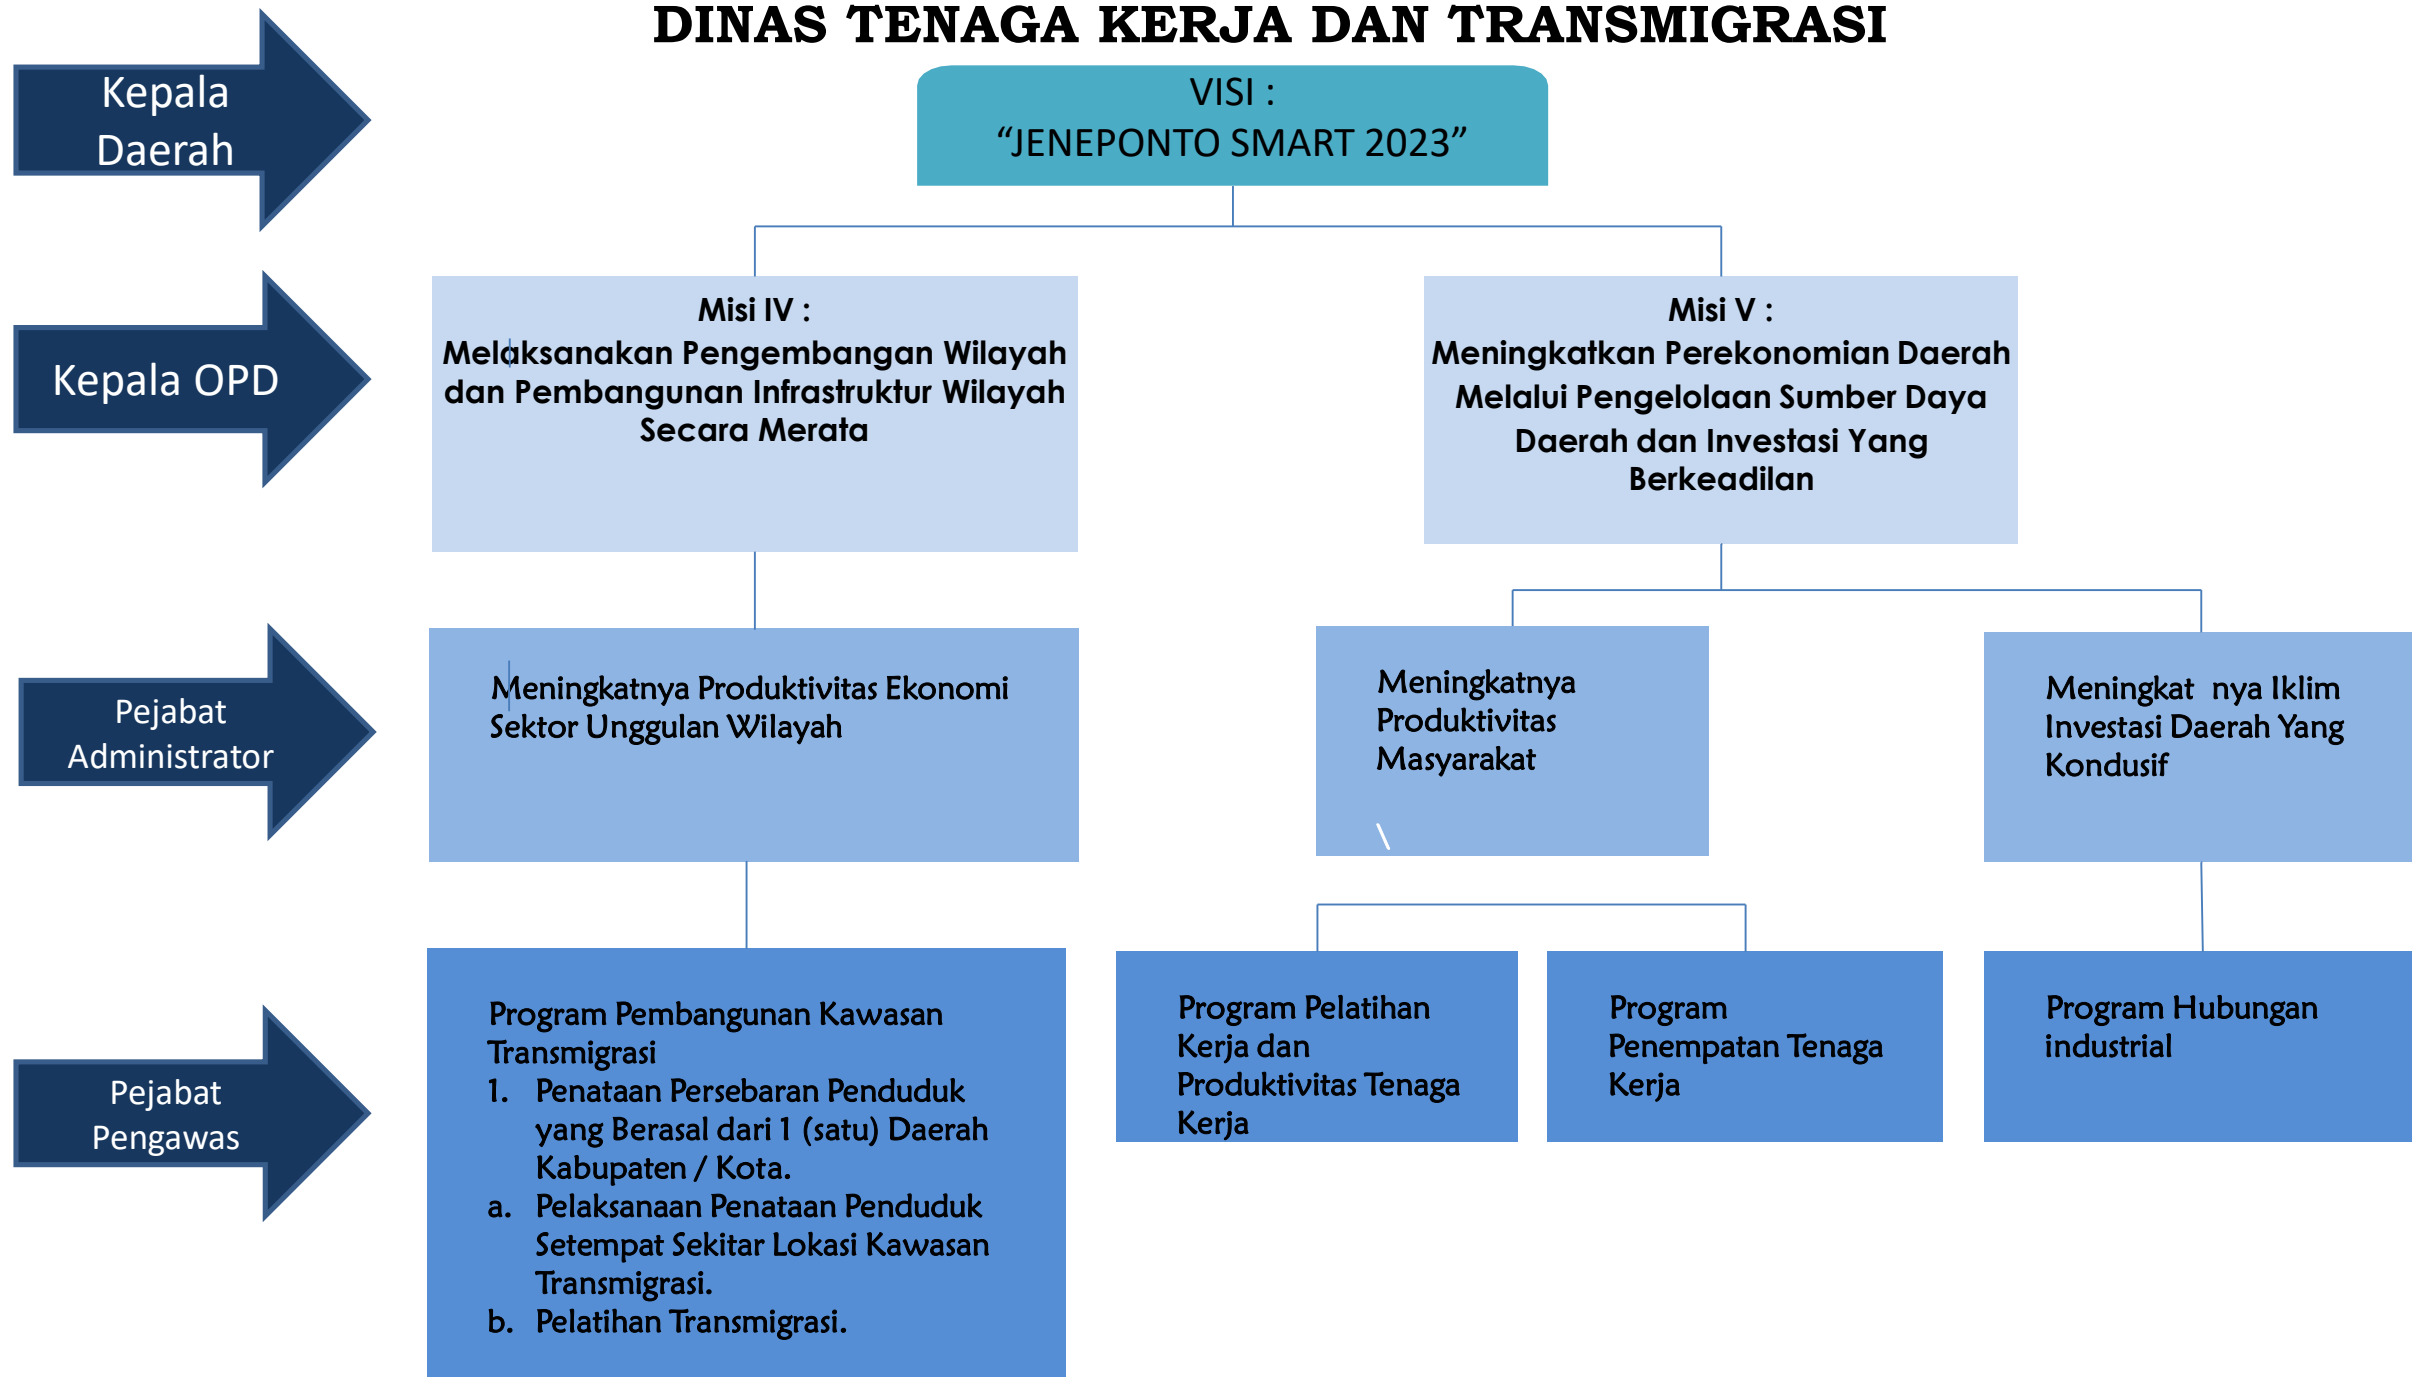 DINAS TENAGA KERJA DAN TRANSMIGRASI
Kepala
Daerah
VISI :
“JENEPONTO SMART 2023”
Kepala OPD
Misi IV :
Melaksanakan Pengembangan Wilayah
dan Pembangunan Infrastruktur Wilayah
Secara Merata
Misi V :
Meningkatkan Perekonomian Daerah
Melalui Pengelolaan Sumber Daya
Daerah dan Investasi Yang
Berkeadilan
Pejabat
Administrator
Meningkatnya Produktivitas Ekonomi
Sektor Unggulan Wilayah
Meningkatnya
Produktivitas
Masyarakat
\
Meningkat  nya Iklim
Investasi Daerah Yang
Kondusif
Pejabat
Pengawas
Program Pembangunan Kawasan
Transmigrasi
1. Penataan Persebaran Penduduk
yang Berasal dari 1 (satu) Daerah
Kabupaten / Kota.
a. Pelaksanaan Penataan Penduduk
Setempat Sekitar Lokasi Kawasan
Transmigrasi.
b. Pelatihan Transmigrasi.
Program Pelatihan
Kerja dan
Produktivitas Tenaga
Kerja
Program
Penempatan Tenaga
Kerja
Program Hubungan
industrial